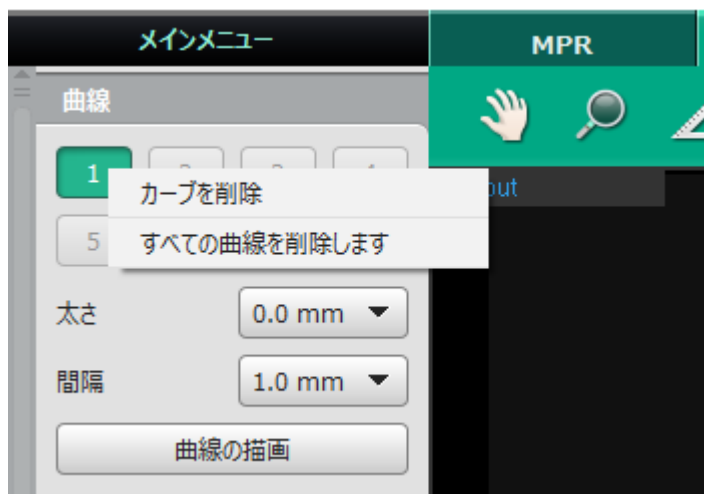 メインメニュー
MPR
曲線
1
カーブを削除
5
すべての曲線を削除します
太さ
0.0 mm
間隔
1.0 mm
曲線の描画